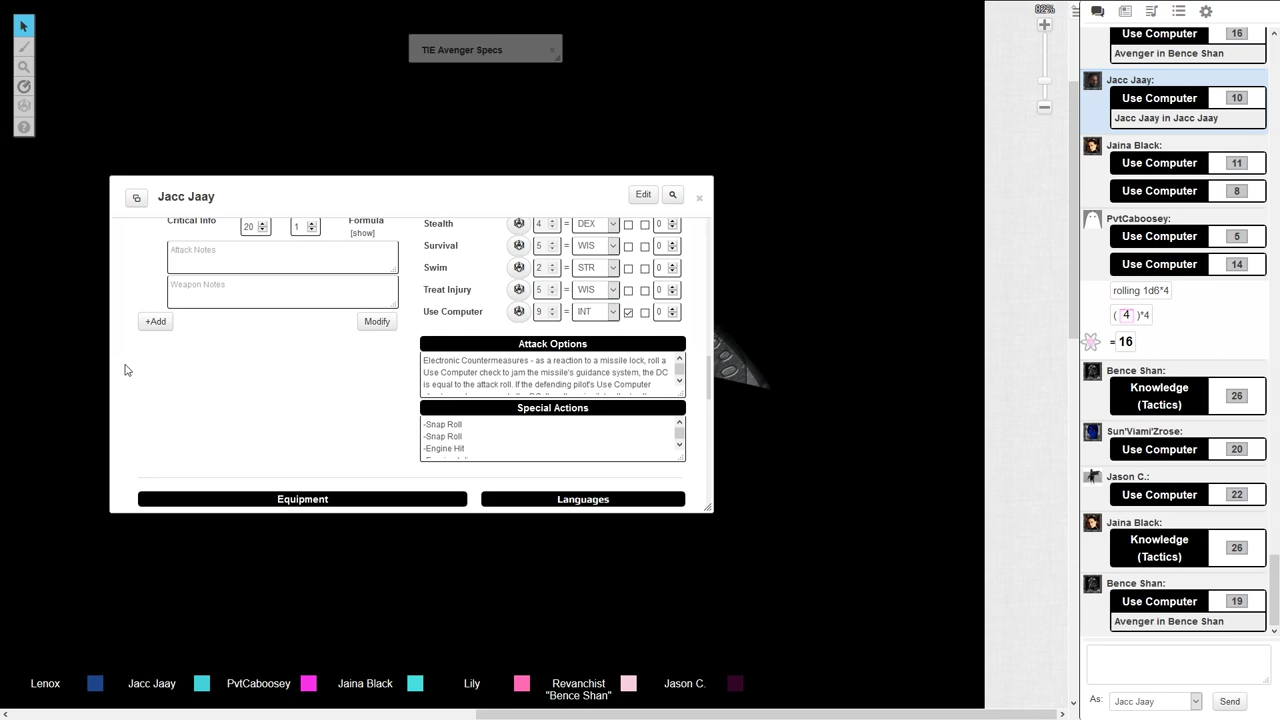 82%
TIE Avenger Specs
Jacc Jaay
Edit
Critical Info
20
1
Formula
[show]
Attack Notes
Weapon Notes
+Add
Modify
Stealth 4 = DEX 0
Survival 5 = WIS 0
Swim 2 = STR 0
Treat Injury 5 = WIS 0
Use Computer 9 = INT 0
Attack Options
Electronic Countermeasures - as a reaction to a missile lock, roll a
Use Computer check to jam the missile's guidance system, the DC
is equal to the attack roll. If the defending pilot's Use Computer
Special Actions
-Snap Roll
-Snap Roll
-Engine Hit
Equipment
Languages
Lenox
Jacc Jaay
PvtCaboosey
Jaina Black
Lily
Revanchist
"Bence Shan"
Jason C.
Use Computer 16
Avenger in Bence Shan
Jacc Jaay:
Use Computer 10
Jacc Jaay in Jacc Jaay
Jaina Black:
Use Computer 11
Use Computer 8
PvtCaboosey:
Use Computer 5
Use Computer 14
rolling 1d6*4
( 4 )*4
= 16
Bence Shan:
Knowledge
(Tactics)
26
Sun'Viami'Zrose:
Use Computer 20
Jason C.:
Use Computer 22
Jaina Black:
Knowledge
(Tactics)
26
Bence Shan:
Use Computer 19
Avenger in Bence Shan
As: Jacc Jaay
Send